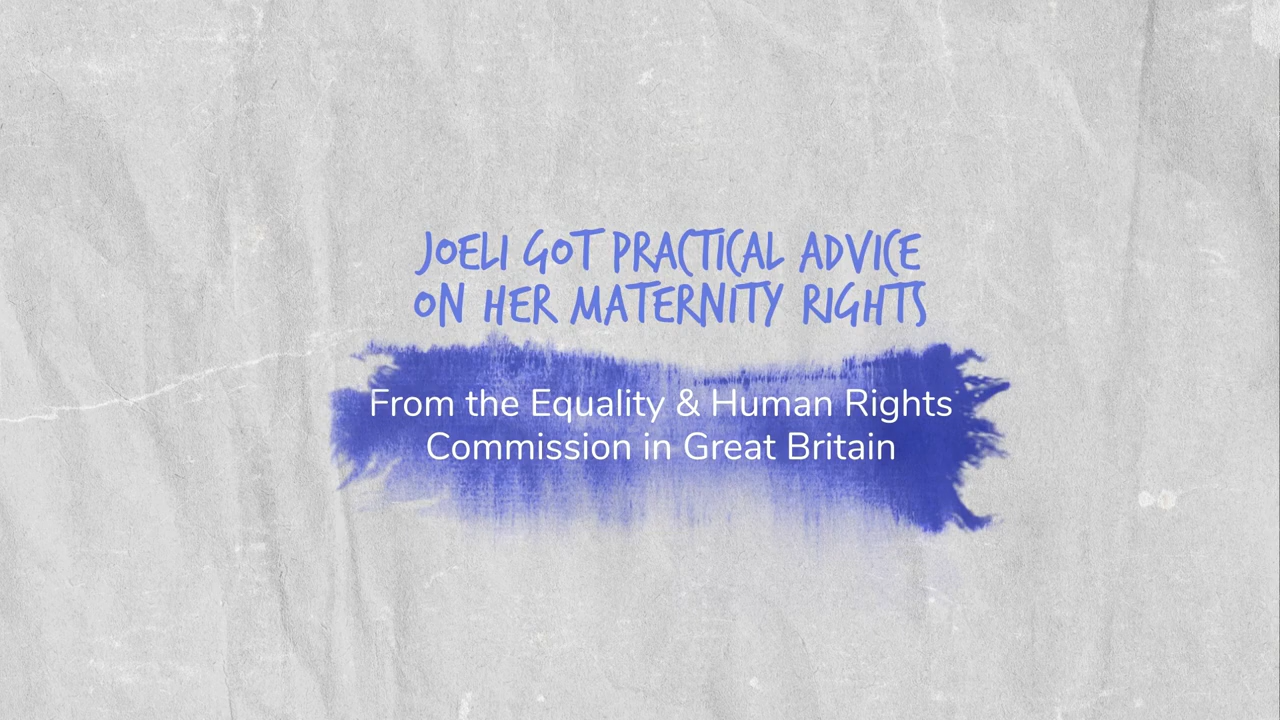 JOELI GOT PRACTICAL ADVICE
ON HER MATERNITY RIGHTS
From the Equality & Human Rights
Commission in Great Britain